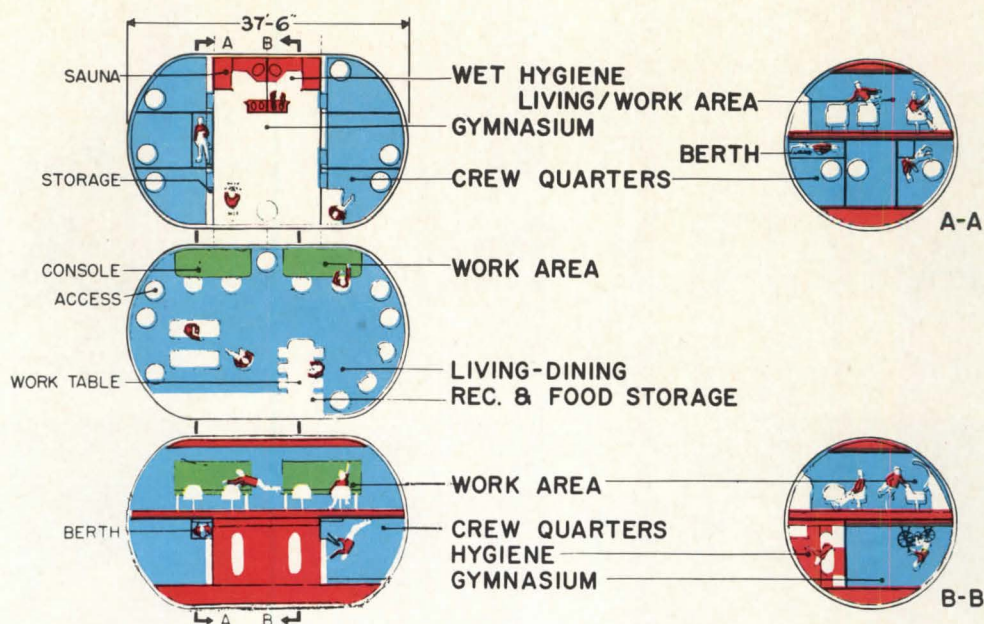 37'-6"
A B
SAUNA
WET HYGIENE
LIVING/WORK AREA
GYMNASIUM
BERTH
STORAGE
CREW QUARTERS
A-A
CONSOLE
WORK AREA
ACCESS
WORK TABLE
LIVING-DINING
REC. & FOOD STORAGE
WORK AREA
BERTH
CREW QUARTERS
HYGIENE
GYMNASIUM
B-B
A B